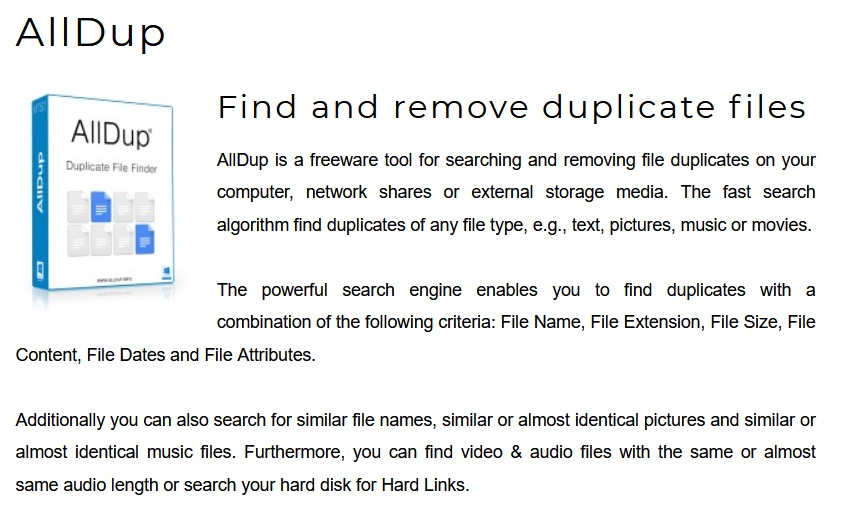 AllDup
Find and remove duplicate files
AllDup
AllDup®
Duplicate File Finder
WWW.ALLDUP.INFO
AllDup is a freeware tool for searching and removing file duplicates on your
computer, network shares or external storage media. The fast search
algorithm find duplicates of any file type, e.g., text, pictures, music or movies.
The powerful search engine enables you to find duplicates with a
combination of the following criteria: File Name, File Extension, File Size, File
Content, File Dates and File Attributes.
Additionally you can also search for similar file names, similar or almost identical pictures and similar or
almost identical music files. Furthermore, you can find video & audio files with the same or almost
same audio length or search your hard disk for Hard Links.